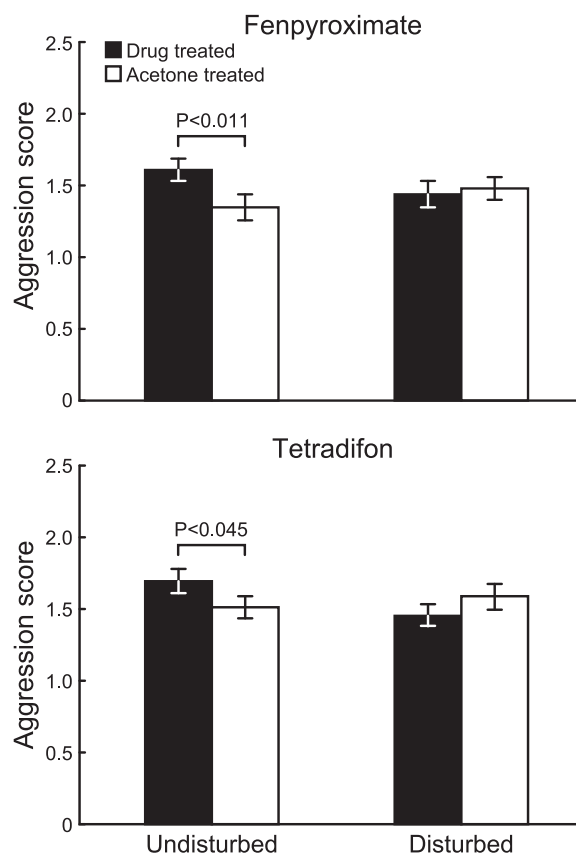 Fenpyroximate
Drug treated
Acetone treated
P<0.011
2.5
2.0
1.5
1.0
0.5
0
Aggression score
Tetradifon
P<0.045
2.5
2.0
1.5
1.0
0.5
0
Aggression score
Undisturbed Disturbed